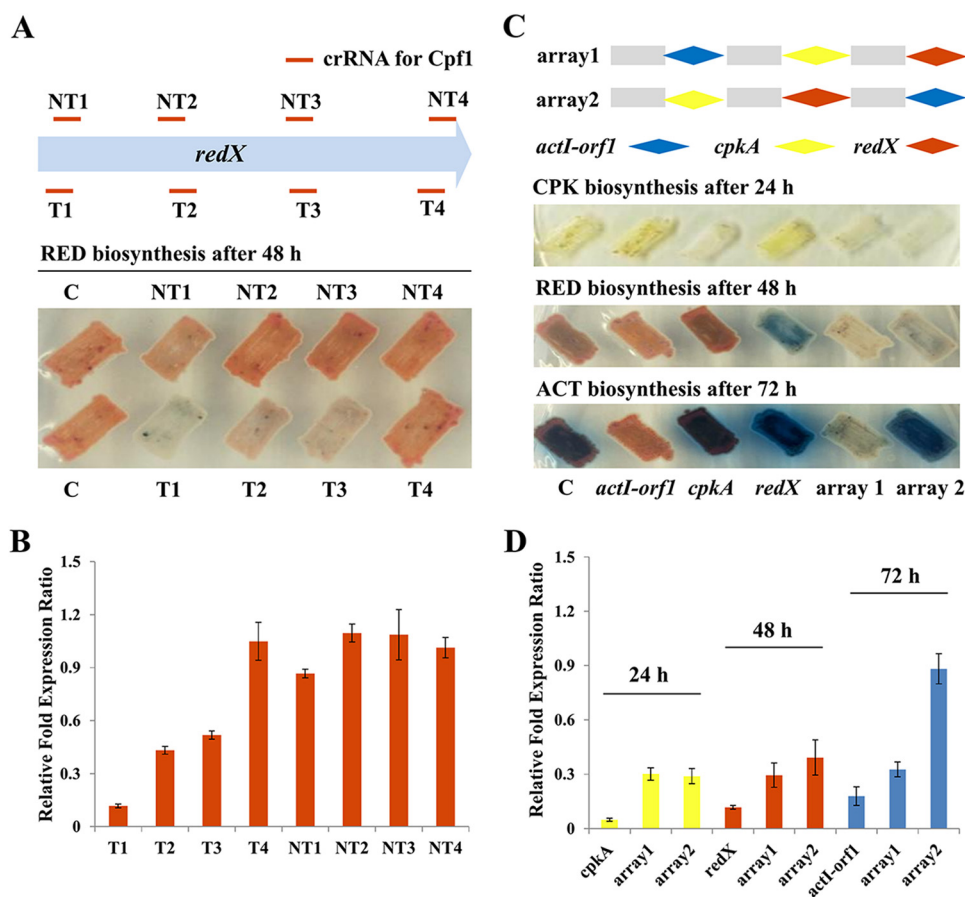 A
crRNA for Cpf1
NT1 NT2 NT3 NT4
redX
T1 T2 T3 T4
RED biosynthesis after 48 h
C NT1 NT2 NT3 NT4
C T1 T2 T3 T4
B
Relative Fold Expression Ratio
1.5
1.2
0.9
0.6
0.3
0
T1 T2 T3 T4 NT1 NT2 NT3 NT4
C
array1
array2
actI-orf1 cpkA redX
CPK biosynthesis after 24 h
RED biosynthesis after 48 h
ACT biosynthesis after 72 h
C actI-orf1 cpkA redX array 1 array 2
D
Relative Fold Expression Ratio
1.5
1.2
0.9
0.6
0.3
0
24 h
48 h
72 h
cpkA array1 array2 redX array1 array2 actI-orf1 array1 array2